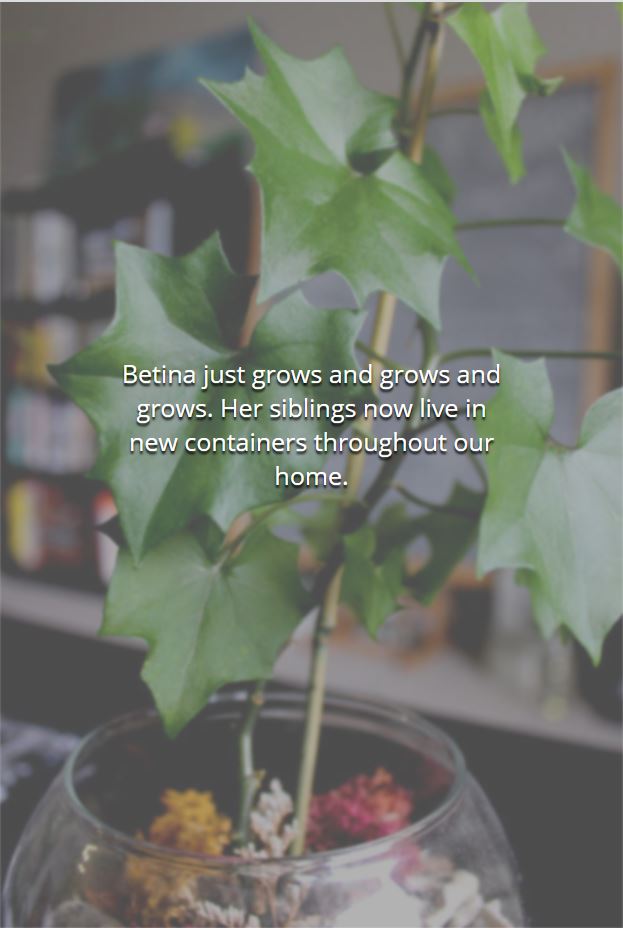 Betina just grows and grows and
grows. Her siblings now live in
new containers throughout our
home.